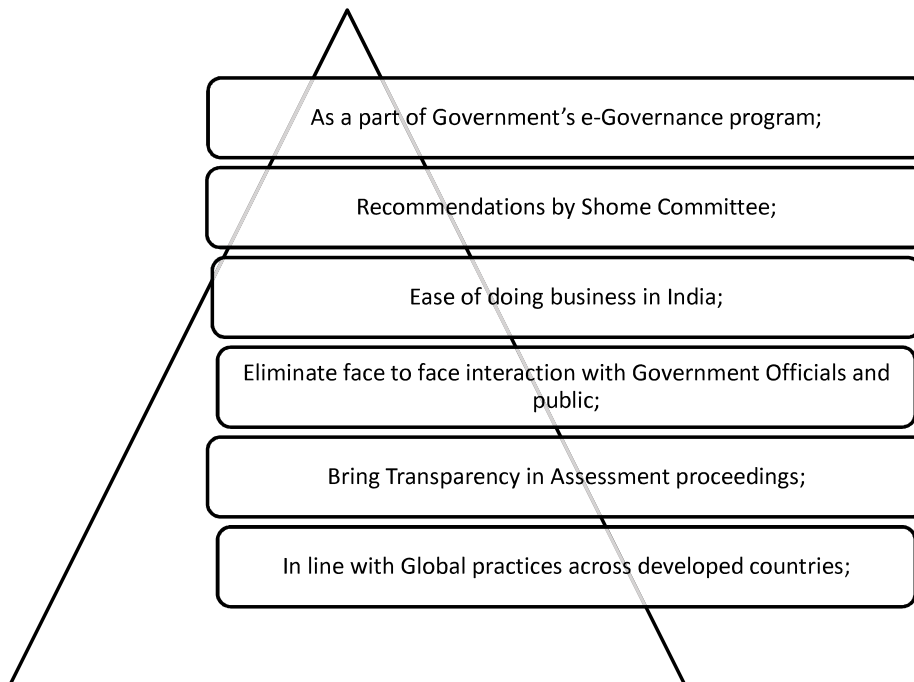 As a part of Government’s e-Governance program;
Recommendations by Shome Committee;
Ease of doing business in India;
Eliminate face to face interaction with Government Officials and
public;
Bring Transparency in Assessment proceedings;
In line with Global practices across developed countries;